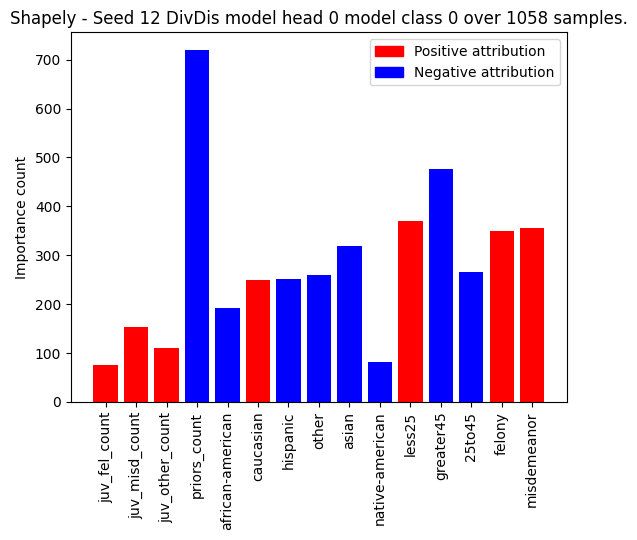 Shapely - Seed 12 DivDis model head 0 model class 0 over 1058 samples.
Positive attribution
Negative attribution
Importance count
700
600
500
400
300
200
100
0
juv_fel_count
juv_misd_count
juv_other_count
priors_count
african-american
caucasian
hispanic
other
asian
native-american
less25
greater45
25to45
felony
misdemeanor